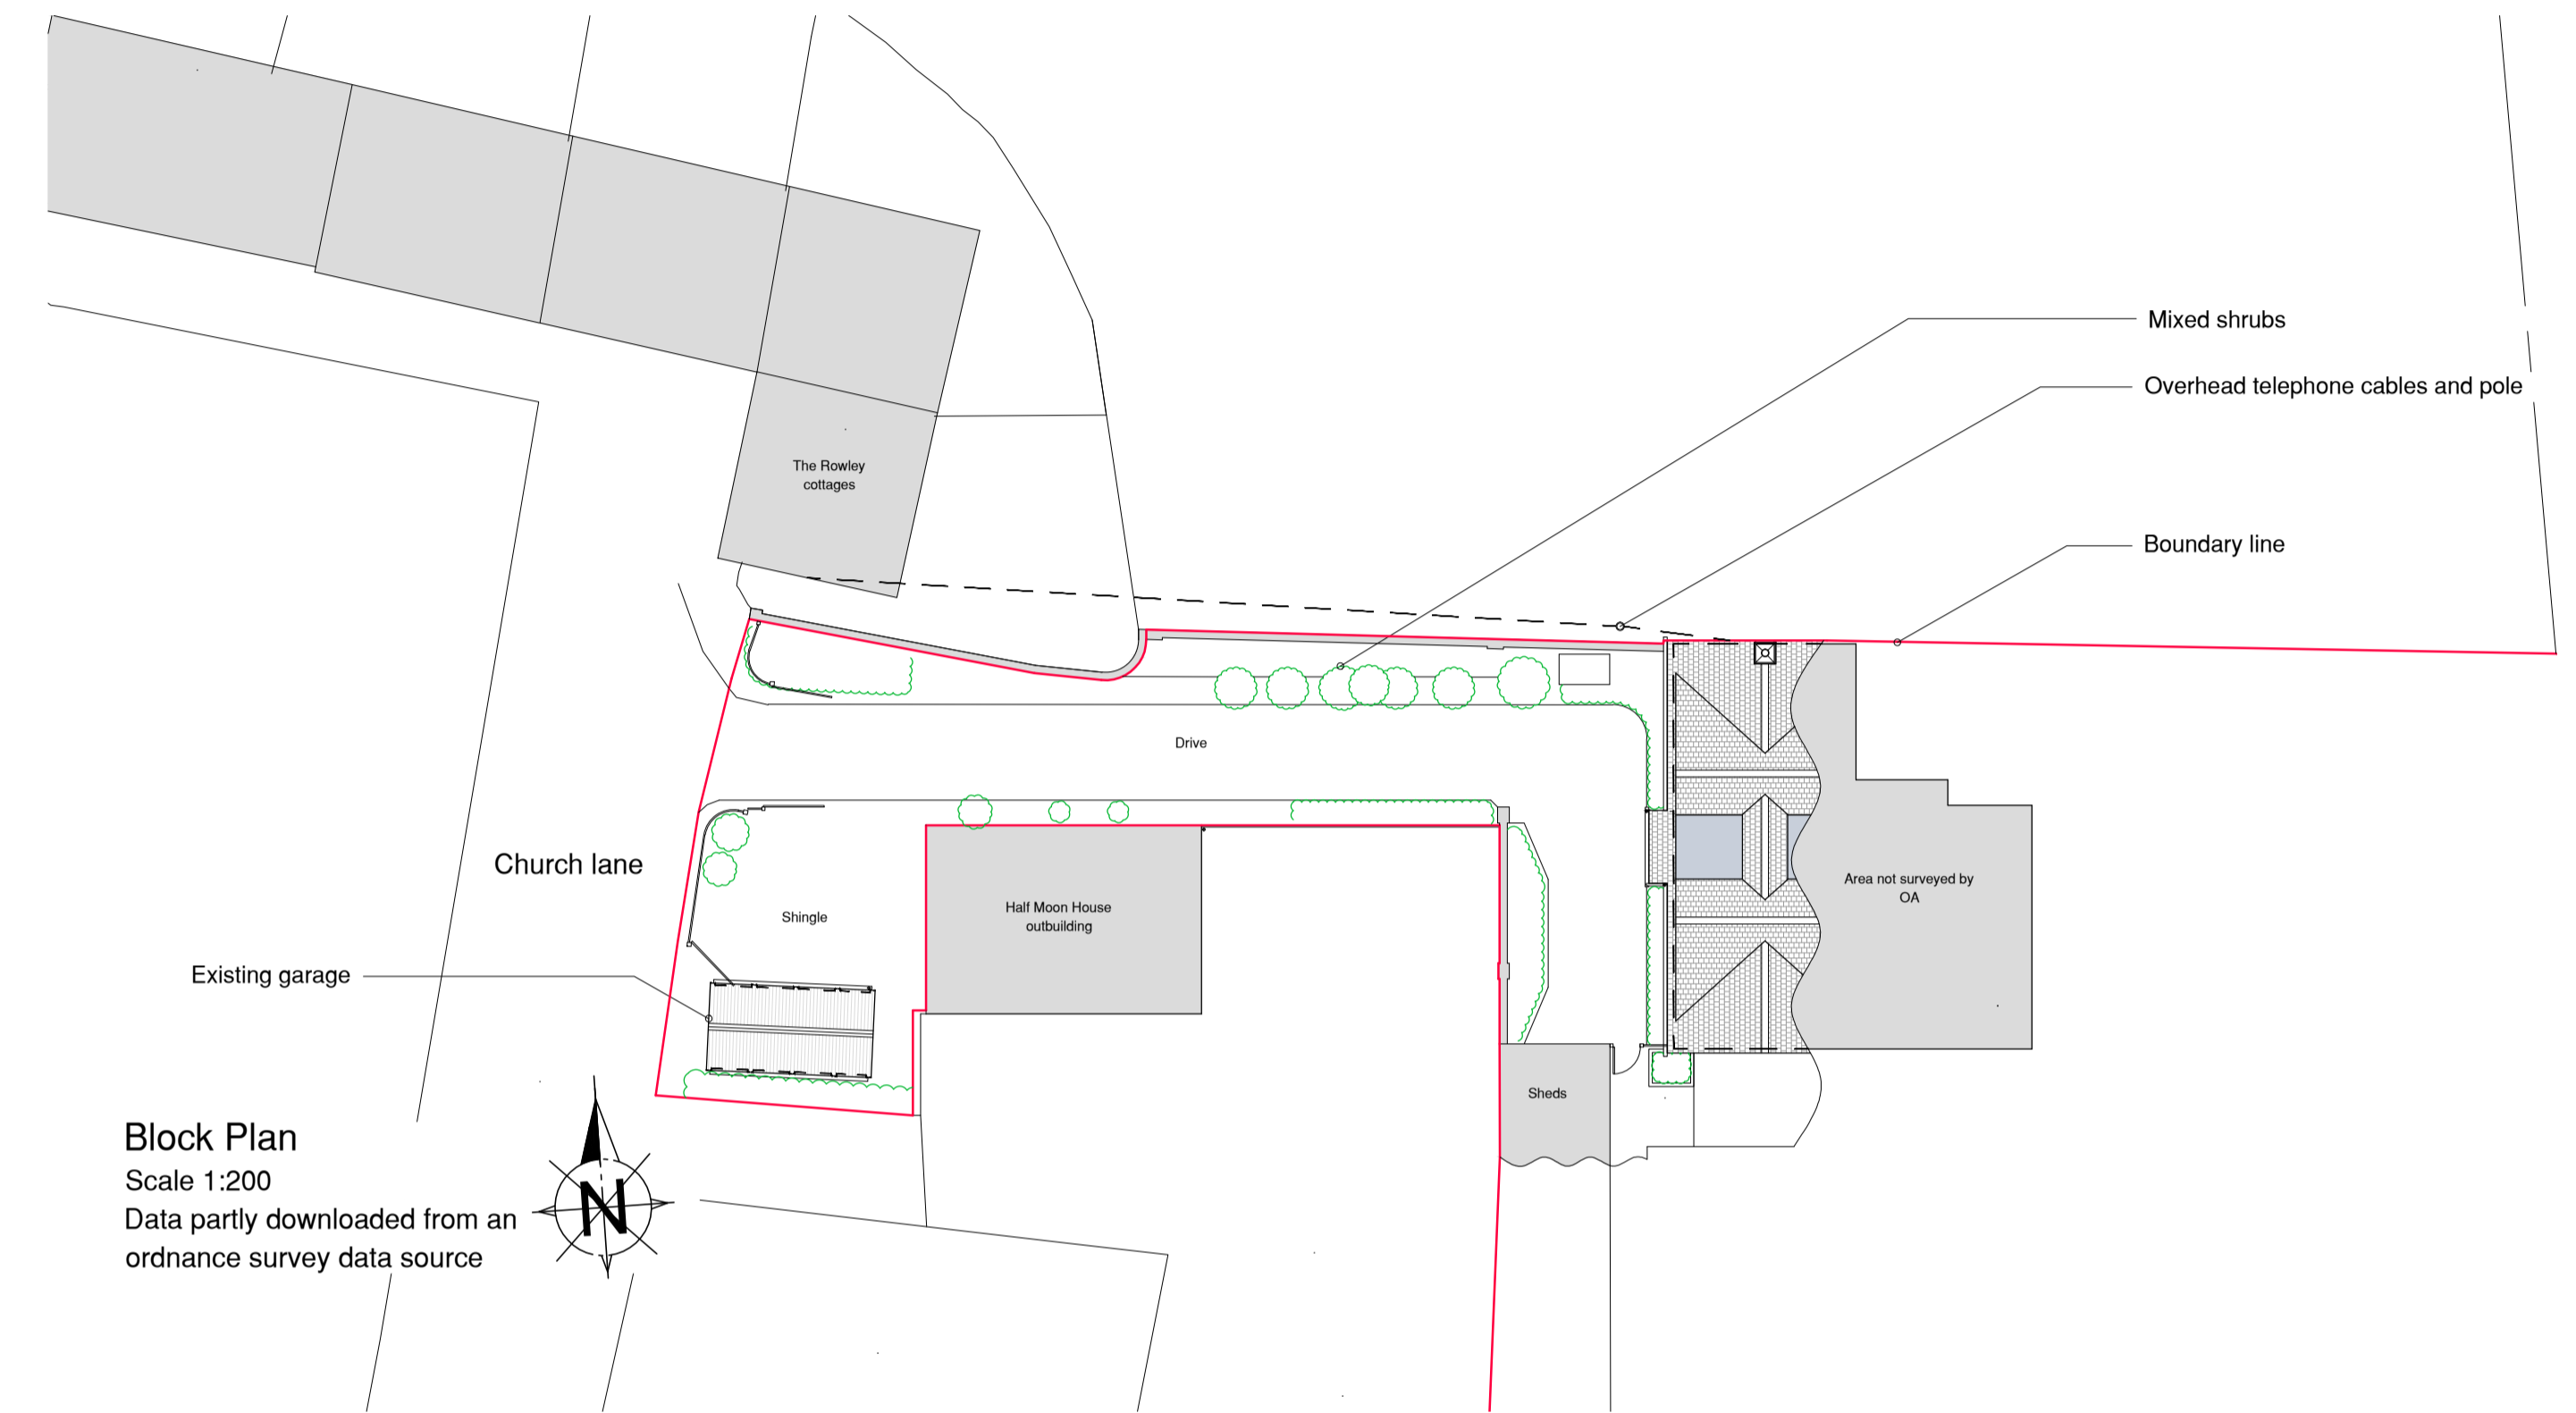 Mixed shrubs
Overhead telephone cables and pole
The Rowley
cottages
Boundary line
Drive
Church lane
Shingle
Half Moon House
outbuilding
Area not surveyed by
OA
Existing garage
Sheds
Block Plan
Scale 1:200
Data partly downloaded from an
ordnance survey data source
N